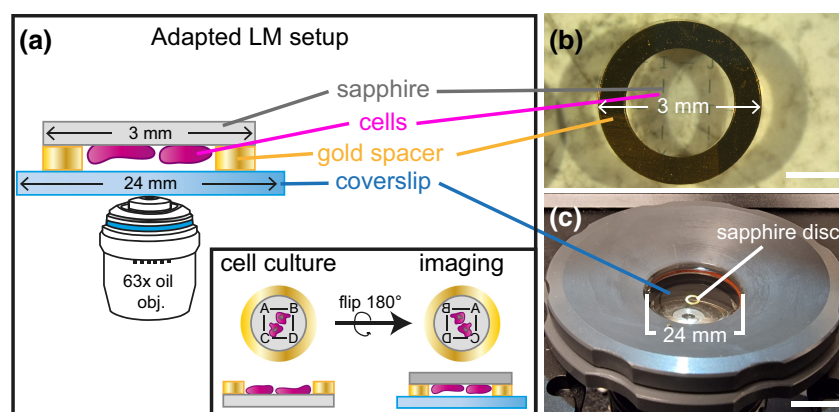 (a)
Adapted LM setup
sapphire
3 mm
cells
gold spacer
24 mm
coverslip
63x oil
obj.
cell culture
imaging
flip 180°
A B
C D
B A
D C
(b)
3 mm
(c)
sapphire disc
24 mm